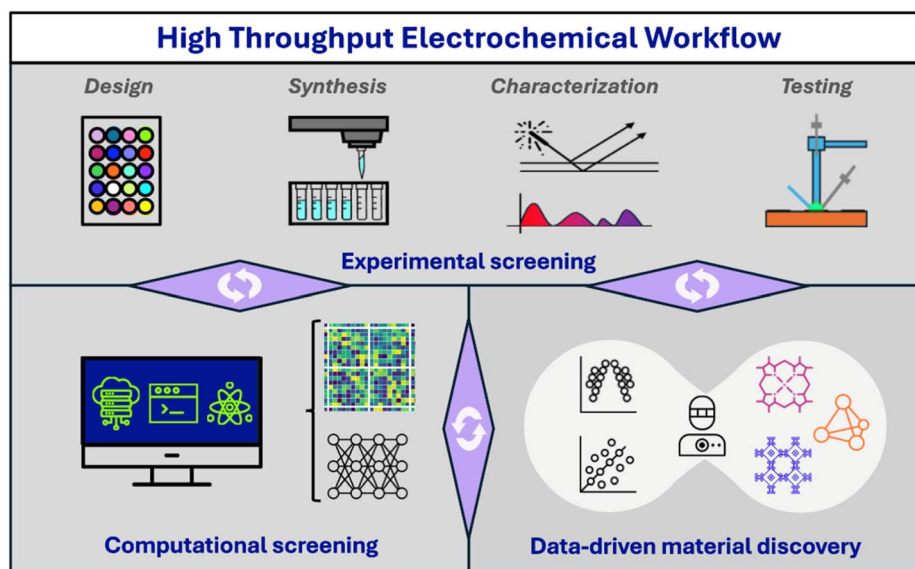 High Throughput Electrochemical Workflow
Design Synthesis Characterization Testing
Experimental screening
Computational screening
Data-driven material discovery